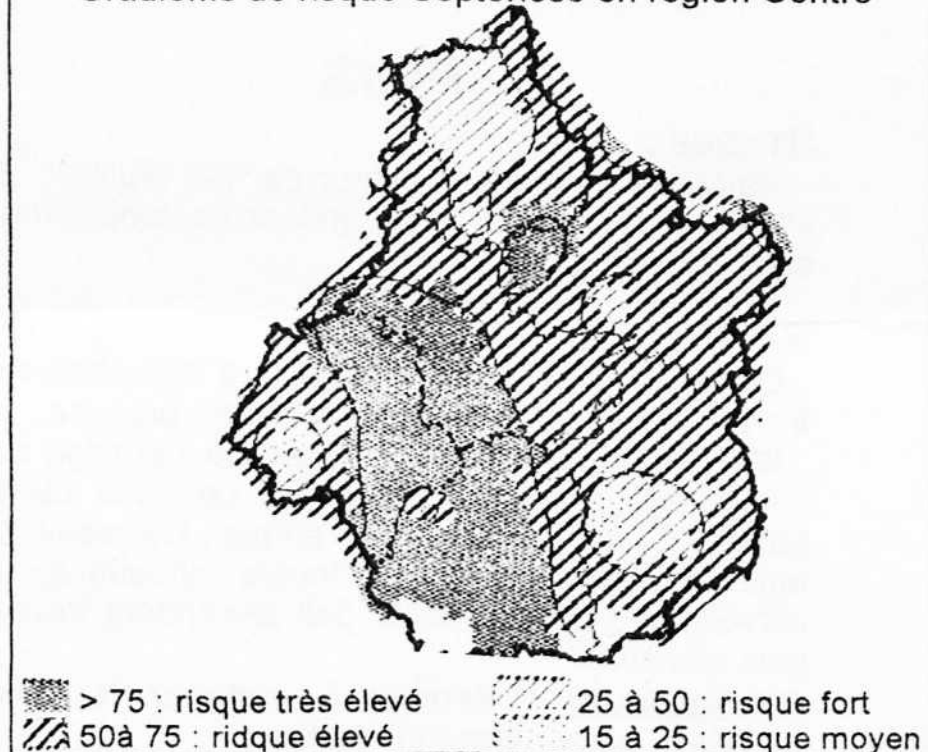 Gradients de risque Septoriose en région Centre
> 75 : risque très élevé
50à 75 : ridque élevé
25 à 50 : risque fort
15 à 25 : risque moyen